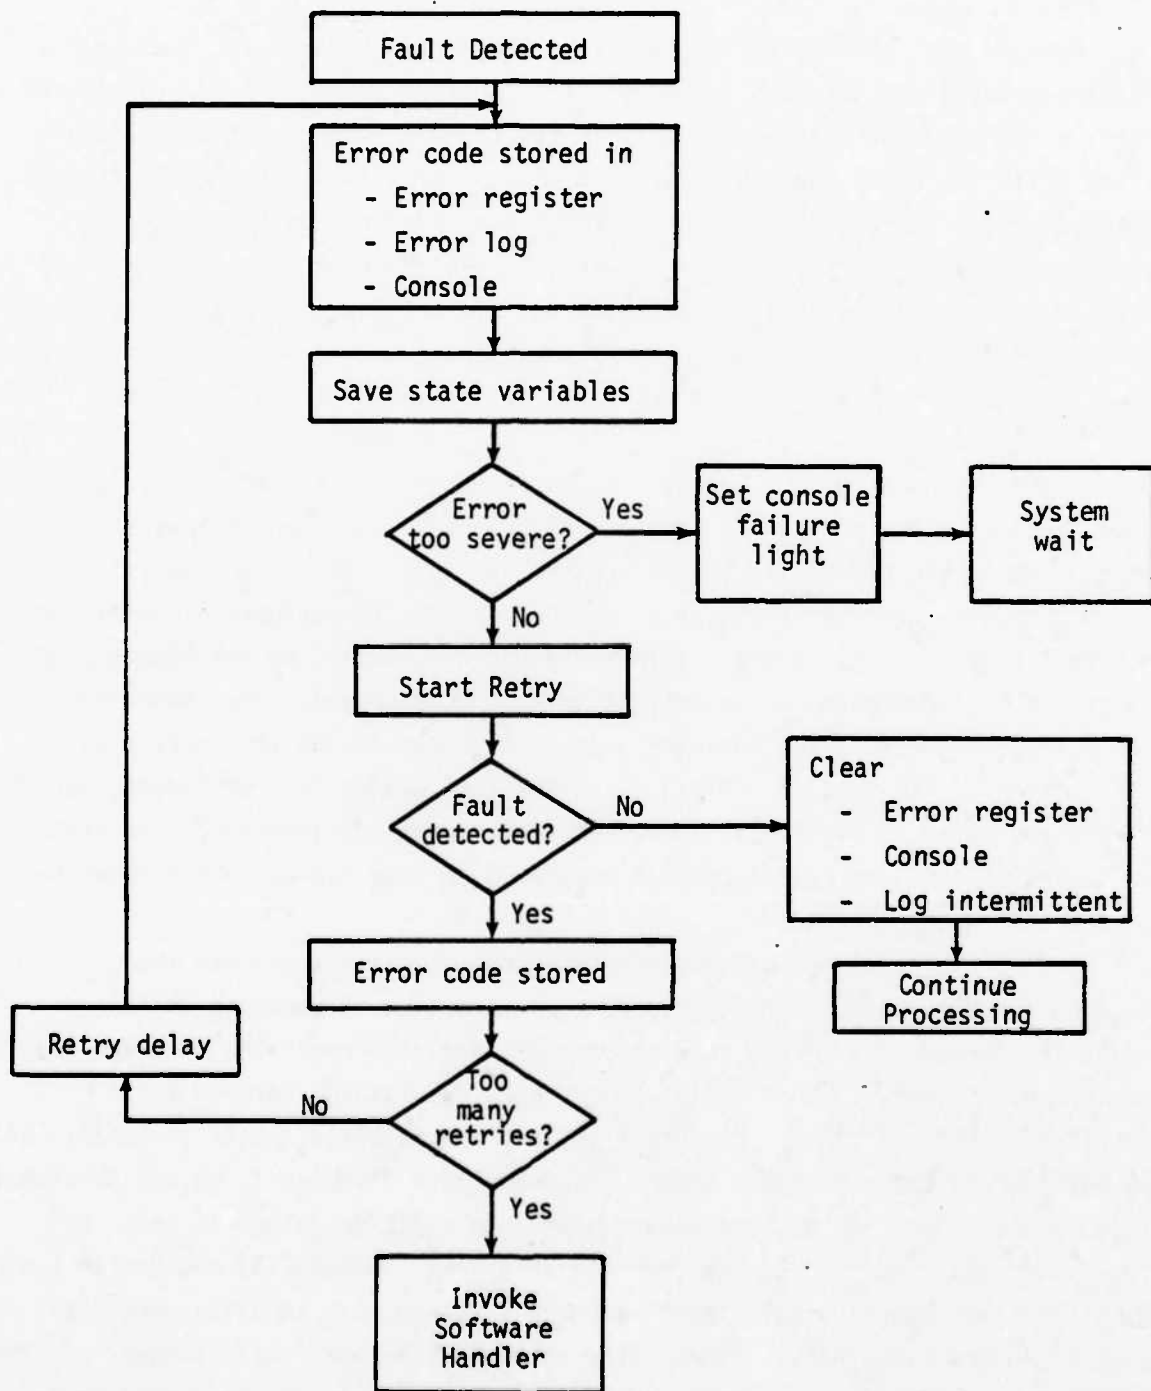 Fault Detected
Error code stored in
- Error register
- Error log
- Console
Save state variables
Error
too severe?
Yes
Set console
failure
light
System
wait
No
Start Retry
Fault
detected?
No
Clear
- Error register
- Console
- Log intermittent
Yes
Error code stored
Continue
Processing
Retry delay
Too
many
retries?
No
Yes
Invoke
Software
Handler